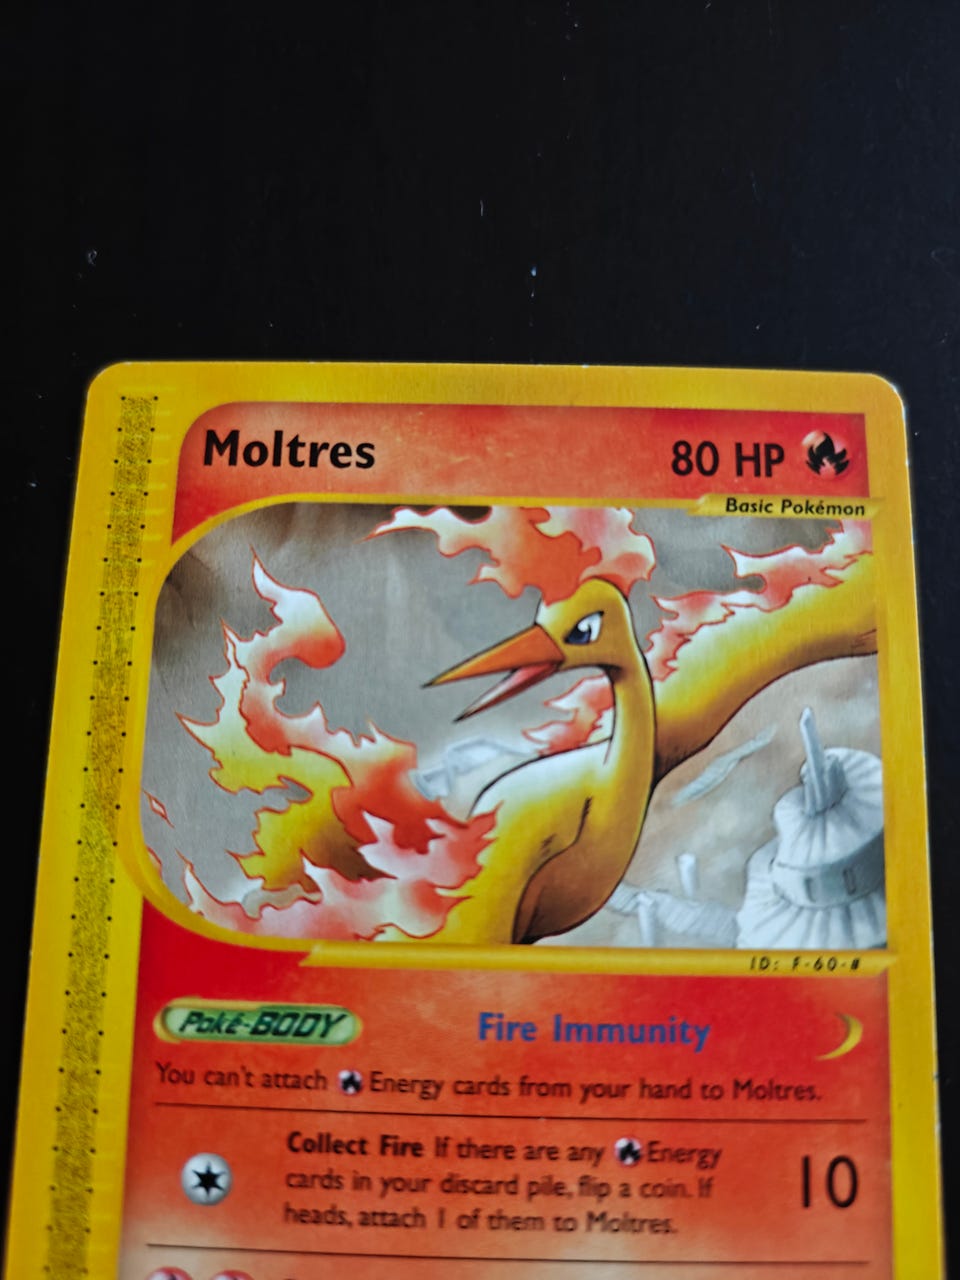 Moltres 80 HP
Basic Pokémon
ID: F-60-#
Poké-BODY Fire Immunity
You can't attach Energy cards from your hand to Moltres.
Collect Fire If there are any Energy
cards in your discard pile, flip a coin. If
heads, attach 1 of them to Moltres.
10